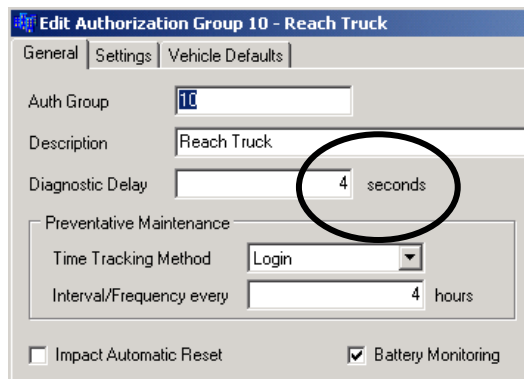 Edit Authorization Group 10 - Reach Truck
General Settings Vehicle Defaults
Auth Group 10
Description Reach Truck
Diagnostic Delay 4 seconds
Preventative Maintenance
Time Tracking Method Login
Interval/Frequency every 4 hours
Impact Automatic Reset Battery Monitoring